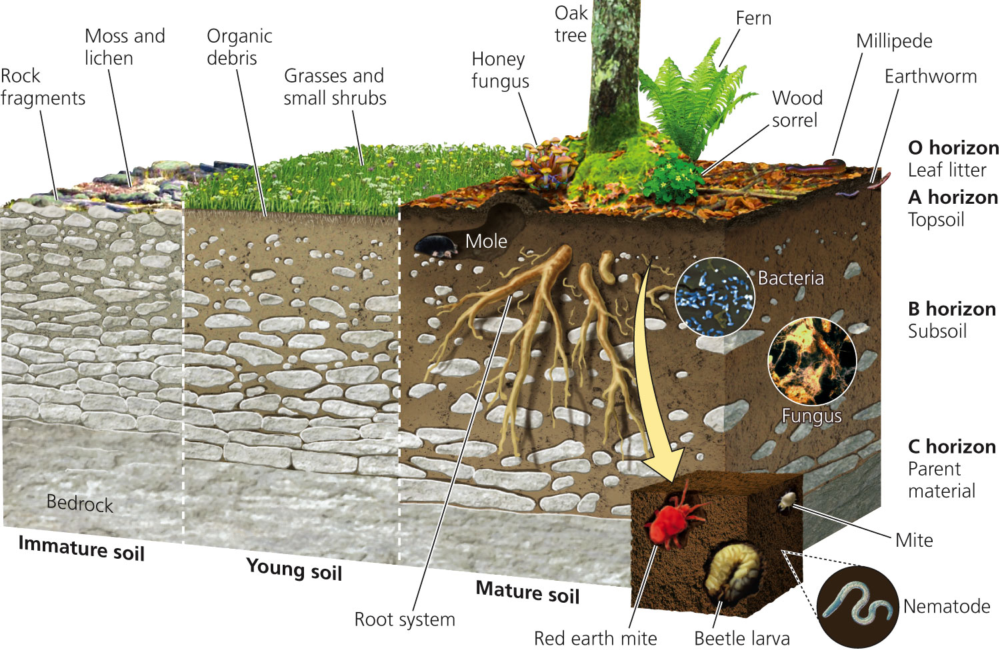 Oak
tree
Fern
Moss and
lichen
Organic
debris
Millipede
Honey
fungus
Rock
fragments
Grasses and
small shrubs
Earthworm
Wood
sorrel
O horizon
Leaf litter
A horizon
Topsoil
Mole
Bacteria
B horizon
Subsoil
Fungus
C horizon
Parent
material
Bedrock
Mite
Immature soil
Young soil
Mature soil
Nematode
Root system
Red earth mite
Beetle larva